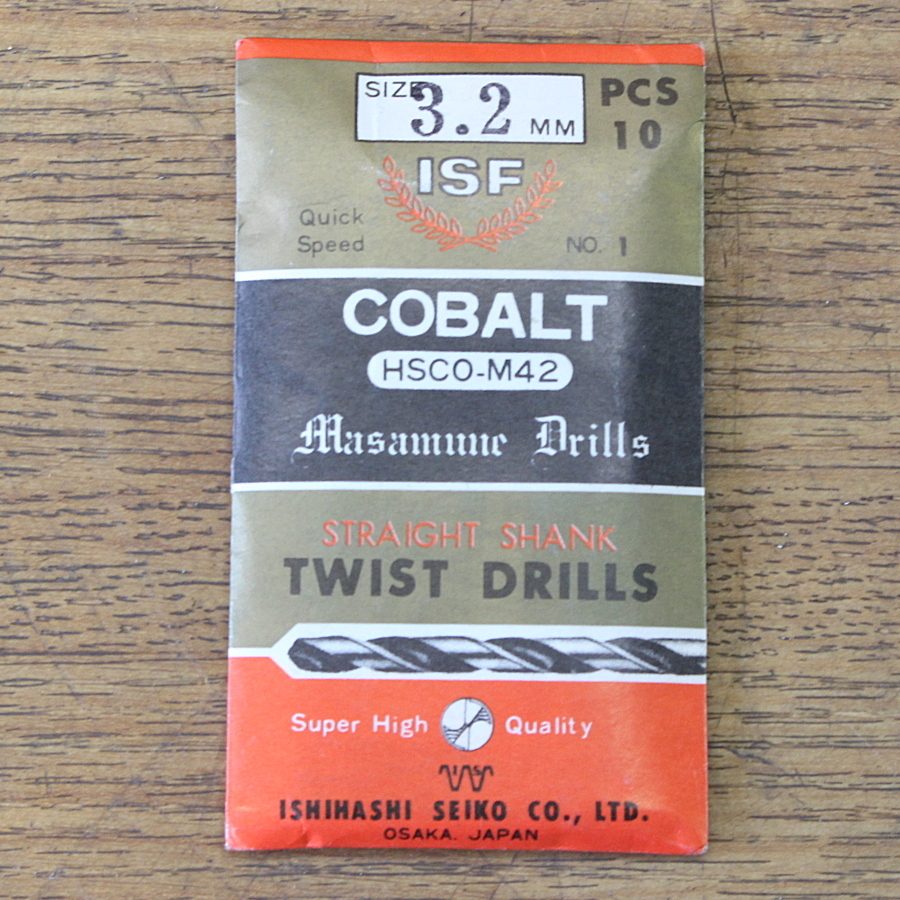 SIZE 3.2 MM
PCS
10
ISF
Quick
Speed
NO. 1
COBALT
HSCO-M42
Masamune Drills
STRAIGHT SHANK
TWIST DRILLS
Super High Quality
ISHIHASHI SEIKO CO., LTD.
OSAKA. JAPAN